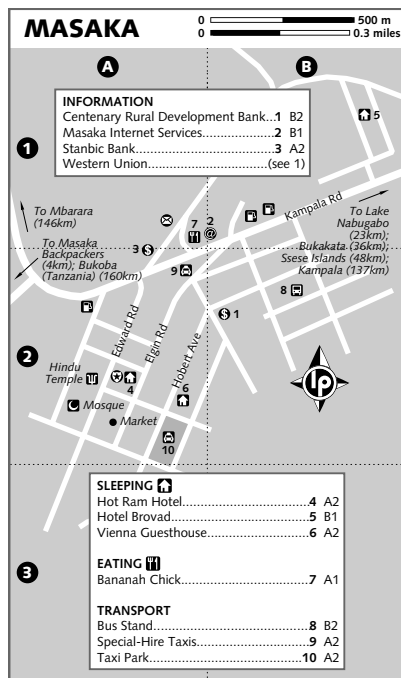 MASAKA
0 500 m
0 0.3 miles
A B
INFORMATION
Centenary Rural Development Bank...1 B2
Masaka Internet Services...................2 B1
Stanbic Bank....................................3 A2
Western Union........................(see 1)
1
5
To Mbarara
(146km)
7
2
@
Kampala Rd
To Masaka
Backpackers
(4km); Bukoba
(Tanzania) (160km)
3 $
9
To Lake
Nabugabo
(23km);
Bukakata (36km);
Ssese Islands (48km);
Kampala (137km)
8
$ 1
Edward Rd
Elgin Rd
Hobert Ave
2
Hindu
Temple
4
6
Mosque
Market
10
lp
SLEEPING
Hot Ram Hotel...............................4 A2
Hotel Brovad..................................5 B1
Vienna Guesthouse........................6 A2
3
EATING
Bananah Chick...............................7 A1
TRANSPORT
Bus Stand......................................8 B2
Special-Hire Taxis...........................9 A2
Taxi Park.....................................10 A2